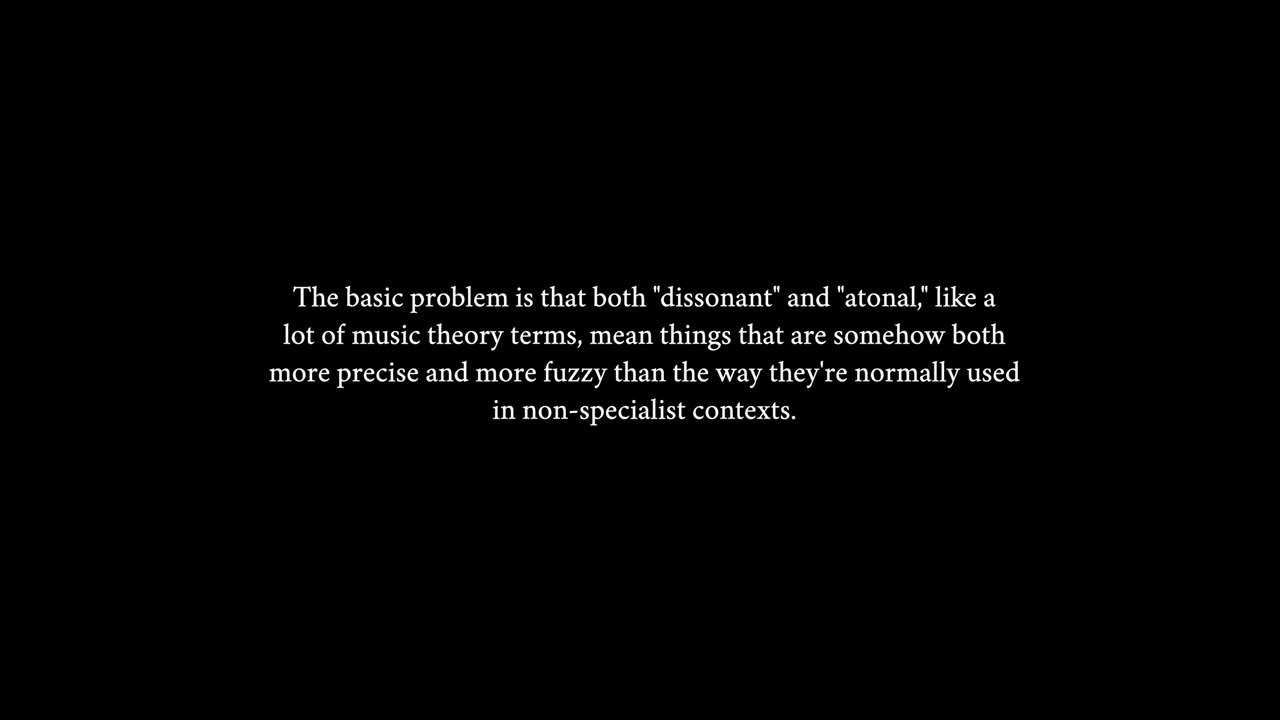 The basic problem is that both "dissonant" and "atonal," like a
lot of music theory terms, mean things that are somehow both
more precise and more fuzzy than the way they're normally used
in non-specialist contexts.